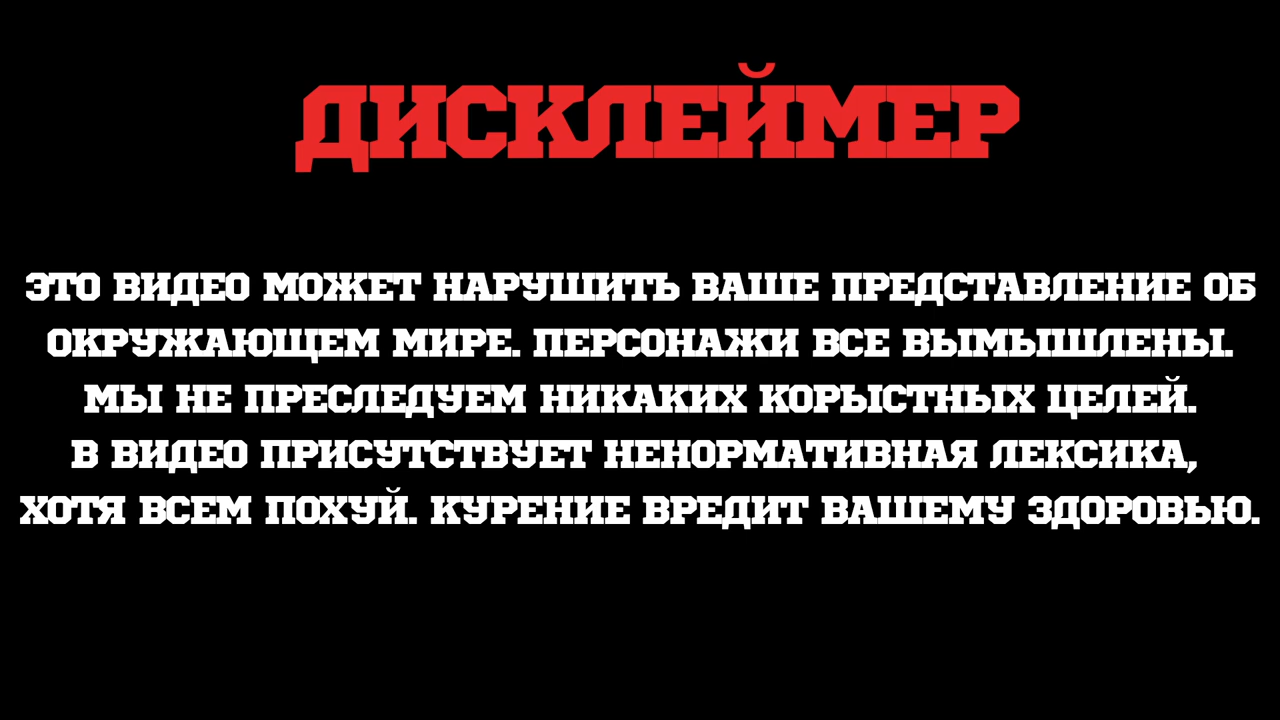 ДИСКЛЕЙМЕР
ЭТО ВИДЕО МОЖЕТ НАРУШИТЬ ВАШЕ ПРЕДСТАВЛЕНИЕ ОБ
ОКРУЖАЮЩЕМ МИРЕ. ПЕРСОНАЖИ ВСЕ ВЫМЫШЛЕНЫ.
МЫ НЕ ПРЕСЛЕДУЕМ НИКАКИХ КОРЫСТНЫХ ЦЕЛЕЙ.
В ВИДЕО ПРИСУТСТВУЕТ НЕНОРМАТИВНАЯ ЛЕКСИКА,
ХОТЯ ВСЕМ ПОХУЙ. КУРЕНИЕ ВРЕДИТ ВАШЕМУ ЗДОРОВЬЮ.